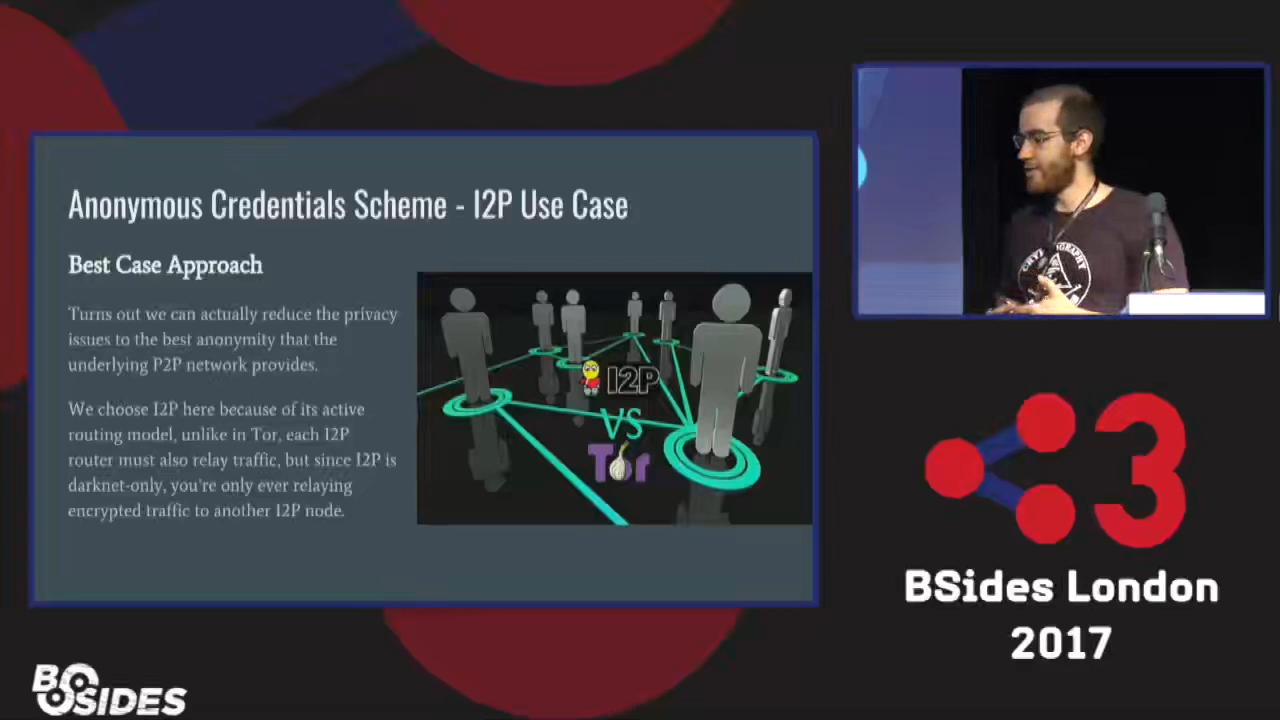 Anonymous Credentials Scheme - I2P Use Case
Best Case Approach
Turns out we can actually reduce the privacy
issues to the best anonymity that the
underlying P2P network provides.
We choose I2P here because of its active
routing model, unlike in Tor, each I2P
router must also relay traffic, but since I2P is
darknet-only, you're only ever relaying
encrypted traffic to another I2P node.
I2P
VS
Tor
3
BSides London
2017
BSIDES